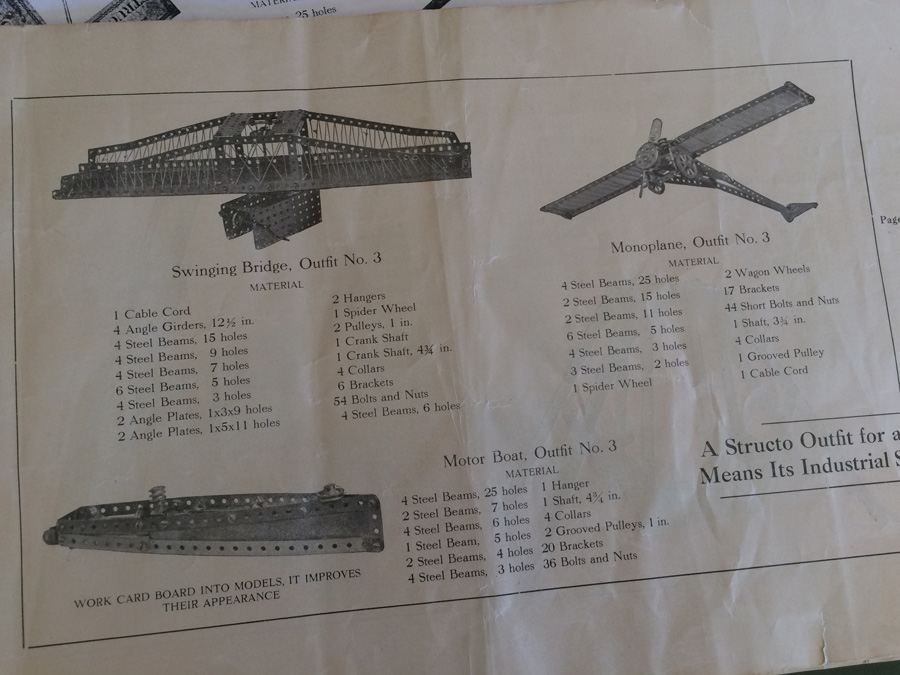 MATERI
25 holes
Swinging Bridge, Outfit No. 3
MATERIAL
1 Cable Cord
4 Angle Girders, 12½ in.
4 Steel Beams, 15 holes
4 Steel Beams, 9 holes
4 Steel Beams, 7 holes
6 Steel Beams, 5 holes
4 Steel Beams, 3 holes
2 Angle Plates, 1x3x9 holes
2 Angle Plates, 1x5x11 holes
2 Hangers
1 Spider Wheel
2 Pulleys, 1 in.
1 Crank Shaft
1 Crank Shaft, 4¾ in.
4 Collars
6 Brackets
54 Bolts and Nuts
4 Steel Beams, 6 holes
Monoplane, Outfit No. 3
MATERIAL
4 Steel Beams, 25 holes
2 Steel Beams, 15 holes
2 Steel Beams, 11 holes
6 Steel Beams, 5 holes
4 Steel Beams, 3 holes
3 Steel Beams, 2 holes
1 Spider Wheel
2 Wagon Wheels
17 Brackets
44 Short Bolts and Nuts
1 Shaft, 3¾ in.
4 Collars
1 Grooved Pulley
1 Cable Cord
Page
Motor Boat, Outfit No. 3
MATERIAL
4 Steel Beams, 25 holes
2 Steel Beams, 7 holes
4 Steel Beams, 6 holes
1 Steel Beam, 5 holes
2 Steel Beams, 4 holes
4 Steel Beams, 3 holes
1 Hanger
1 Shaft, 4¾ in.
4 Collars
2 Grooved Pulleys, 1 in.
20 Brackets
36 Bolts and Nuts
A Structo Outfit for a
Means Its Industrial S
WORK CARD BOARD INTO MODELS, IT IMPROVES
THEIR APPEARANCE